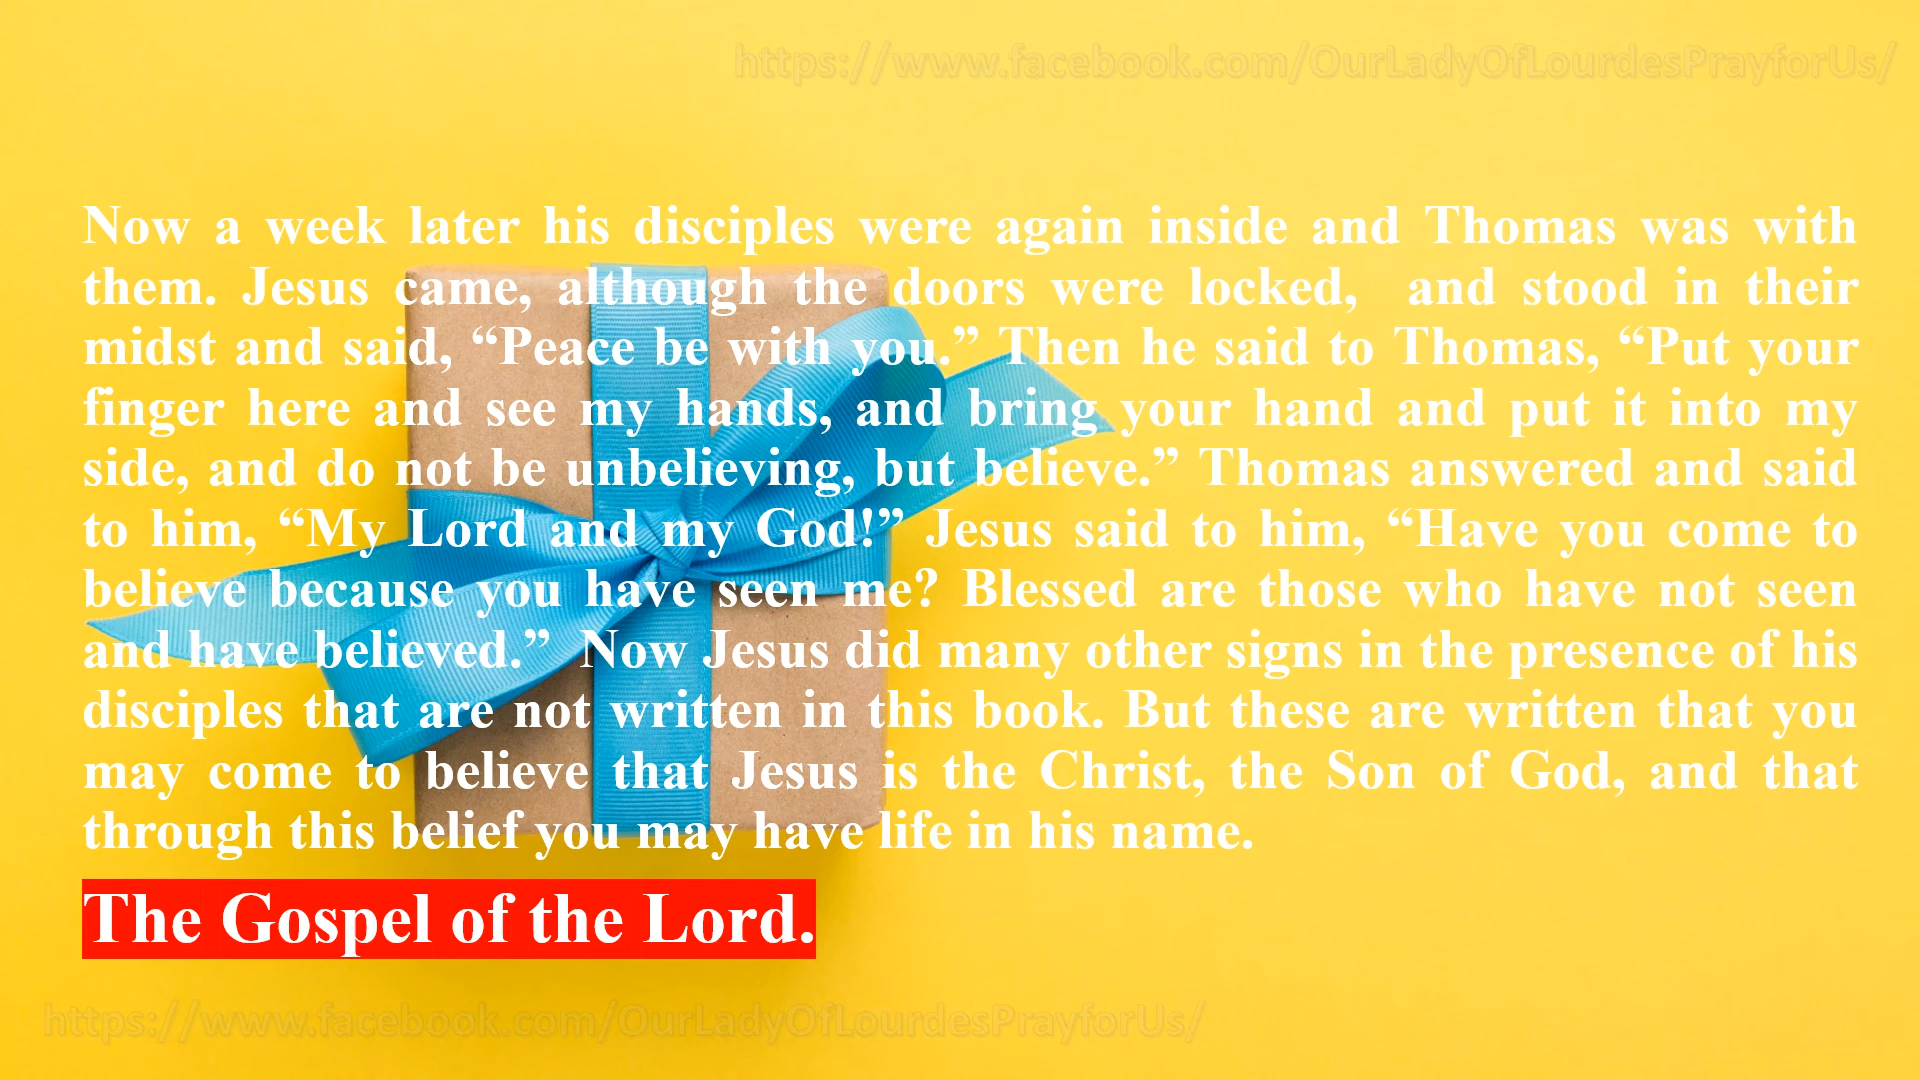 https://www.facebook.com/OurLadyOfLourdesPrayforUs/
Now a week later his disciples were again inside and Thomas was with
them. Jesus came, although the doors were locked,  and stood in their
midst and said, “Peace be with you.” Then he said to Thomas, “Put your
finger here and see my hands, and bring your hand and put it into my
side, and do not be unbelieving, but believe.” Thomas answered and said
to him, “My Lord and my God!” Jesus said to him, “Have you come to
believe because you have seen me? Blessed are those who have not seen
and have believed.”  Now Jesus did many other signs in the presence of his
disciples that are not written in this book. But these are written that you
may come to believe that Jesus is the Christ, the Son of God, and that
through this belief you may have life in his name.
The Gospel of the Lord.
https://www.facebook.com/OurLadyOfLourdesPrayforUs/